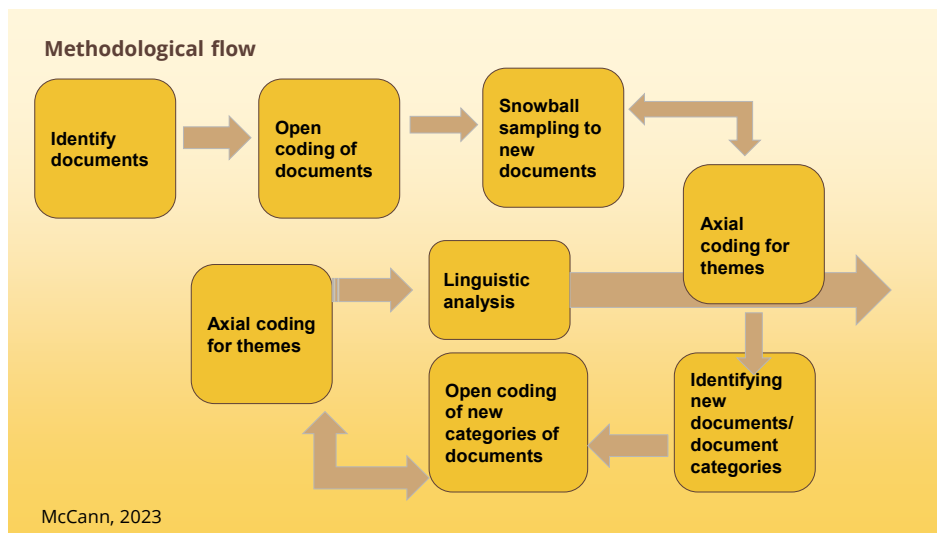 Methodological flow
Identify
documents
Open
coding of
documents
Snowball
sampling to
new
documents
Axial
coding for
themes
Identifying
new
documents/
document
categories
Open coding
of new
categories of
documents
Axial coding
for themes
Linguistic
analysis
McCann, 2023